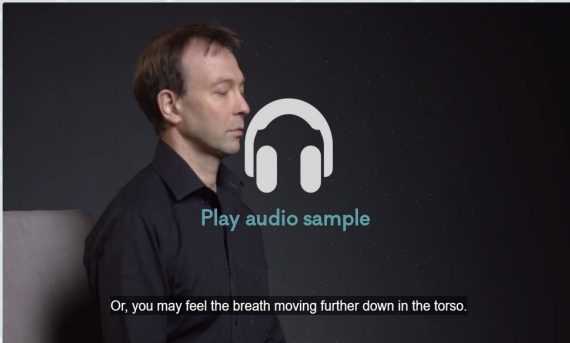 Play audio sample
Or, you may feel the breath moving further down in the torso.